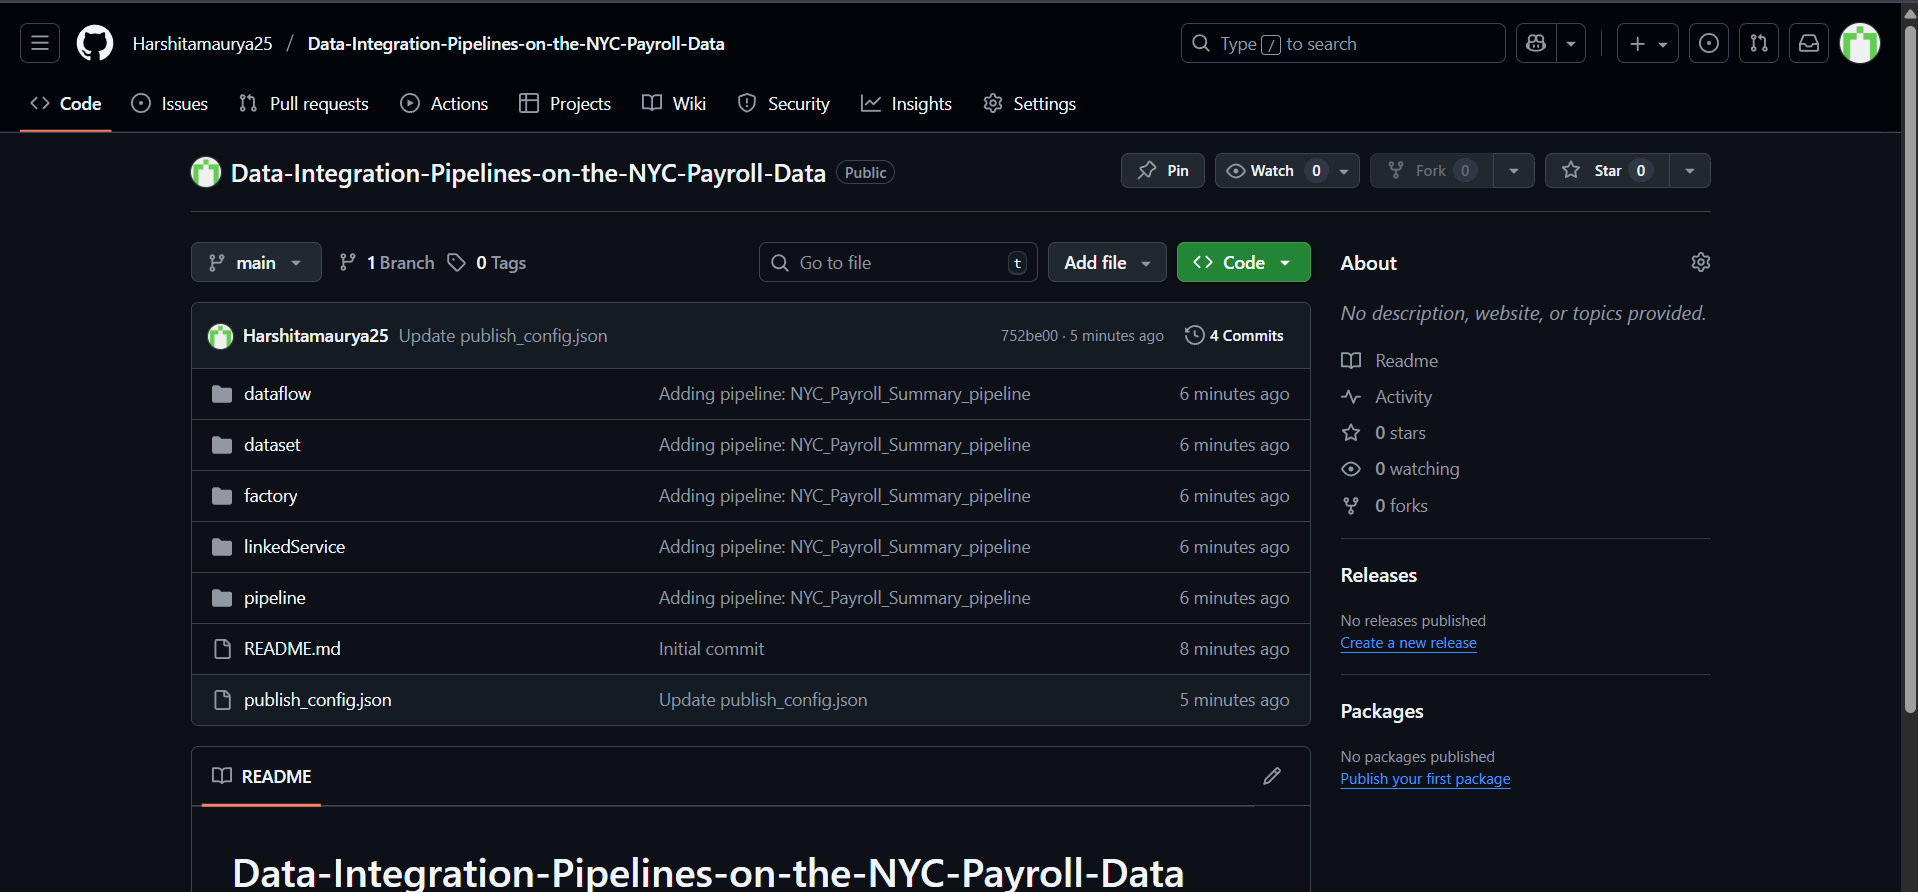 Harshitamaurya25 / Data-Integration-Pipelines-on-the-NYC-Payroll-Data
Type / to search
Code Issues Pull requests Actions Projects Wiki Security Insights Settings
Data-Integration-Pipelines-on-the-NYC-Payroll-Data Public
Pin Watch 0 Fork 0 Star 0
main 1 Branch 0 Tags
Go to file t Add file Code
Harshitamaurya25 Update publish_config.json 752be00 · 5 minutes ago 4 Commits
dataflow Adding pipeline: NYC_Payroll_Summary_pipeline 6 minutes ago
dataset Adding pipeline: NYC_Payroll_Summary_pipeline 6 minutes ago
factory Adding pipeline: NYC_Payroll_Summary_pipeline 6 minutes ago
linkedService Adding pipeline: NYC_Payroll_Summary_pipeline 6 minutes ago
pipeline Adding pipeline: NYC_Payroll_Summary_pipeline 6 minutes ago
README.md Initial commit 8 minutes ago
publish_config.json Update publish_config.json 5 minutes ago
README
Data-Integration-Pipelines-on-the-NYC-Payroll-Data
About
No description, website, or topics provided.
Readme
Activity
0 stars
0 watching
0 forks
Releases
No releases published
Create a new release
Packages
No packages published
Publish your first package